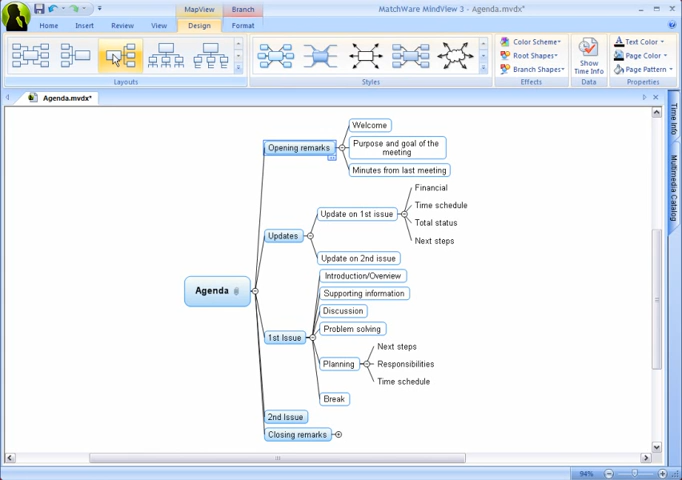 MapView
Branch
MatchWare MindView 3 - Agenda.mvdx*
Home
Insert
Review
View
Design
Format
Layouts
Styles
Color Scheme
Root Shapes
Branch Shapes
Effects
Show
Time Info
Data
Text Color
Page Color
Page Pattern
Properties
Agenda.mvdx*
Time Info
Multimedia Catalog
Agenda
Opening remarks
Welcome
Purpose and goal of the
meeting
Minutes from last meeting
Updates
Update on 1st issue
Financial
Time schedule
Total status
Next steps
Update on 2nd issue
1st Issue
Introduction/Overview
Supporting information
Discussion
Problem solving
Planning
Next steps
Responsibilities
Time schedule
Break
2nd Issue
Closing remarks
94%